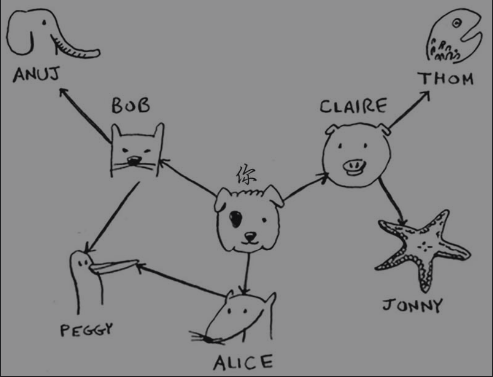 ANUJ
THOM
BOB
CLAIRE
你
JONNY
PEGGY
ALICE